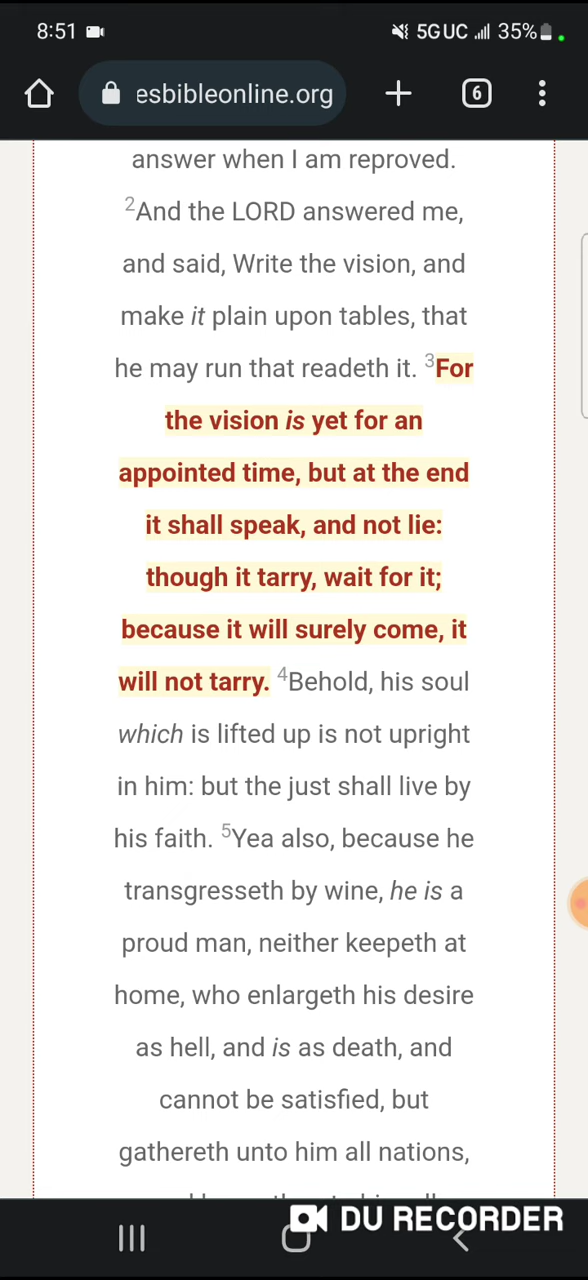 8:51 5GUC 35%
esbibleonline.org 6
answer when I am reproved.
2And the LORD answered me,
and said, Write the vision, and
make it plain upon tables, that
he may run that readeth it. 3For
the vision is yet for an
appointed time, but at the end
it shall speak, and not lie:
though it tarry, wait for it;
because it will surely come, it
will not tarry. 4Behold, his soul
which is lifted up is not upright
in him: but the just shall live by
his faith. 5Yea also, because he
transgresseth by wine, he is a
proud man, neither keepeth at
home, who enlargeth his desire
as hell, and is as death, and
cannot be satisfied, but
gathereth unto him all nations,
DU RECORDER